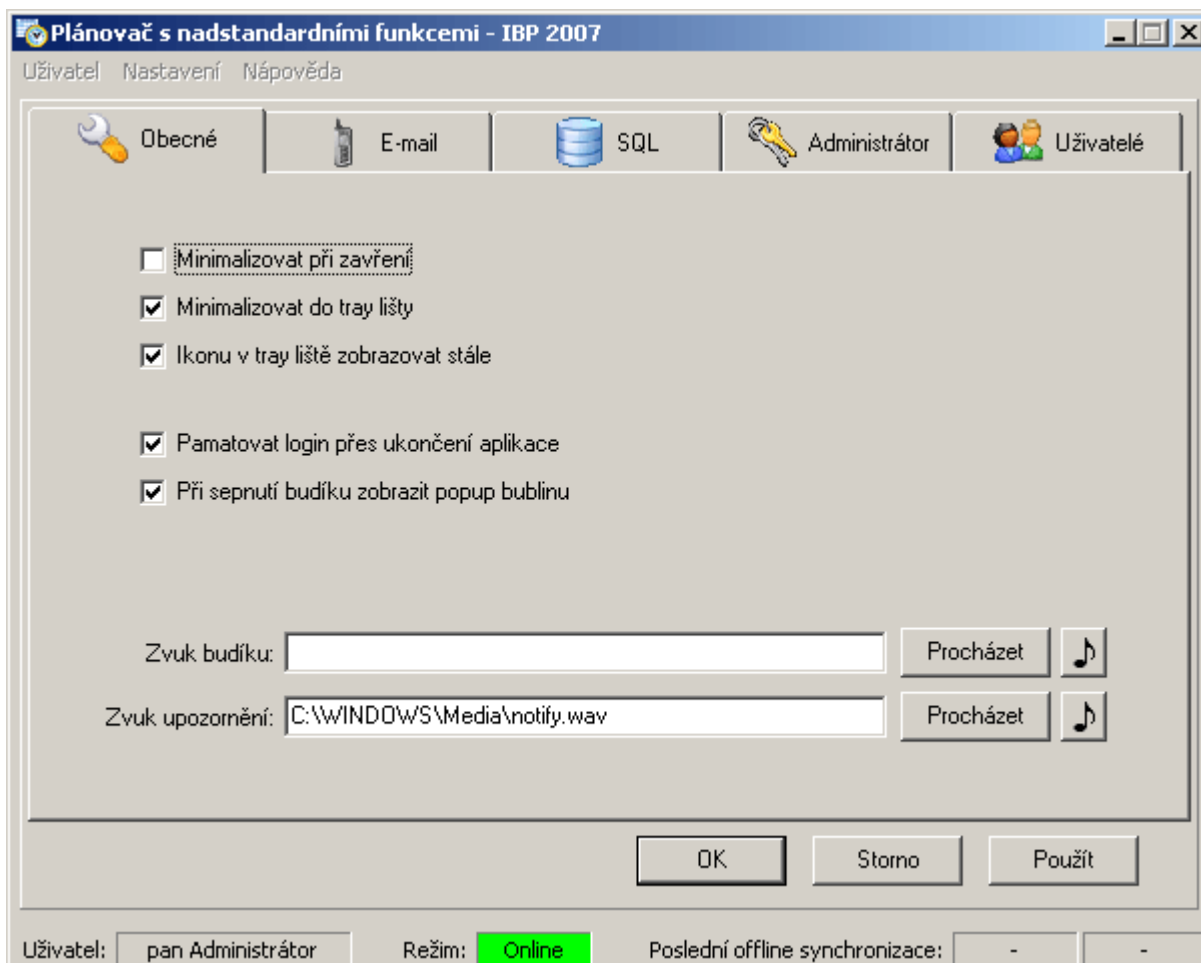 Plánovač s nadstandardními funkcemi - IBP 2007
Uživatel Nastavení Nápověda
Obecné E-mail SQL Administrátor Uživatelé
Minimalizovat při zavření
Minimalizovat do tray lišty
Ikonu v tray liště zobrazovat stále
Pamatovat login přes ukončení aplikace
Při sepnutí budíku zobrazit popup bublinu
Zvuk budíku: Procházet
Zvuk upozornění: C:\WINDOWS\Media\notify.wav Procházet
OK Storno Použít
Uživatel: pan Administrátor Režim: Online Poslední offline synchronizace: - -